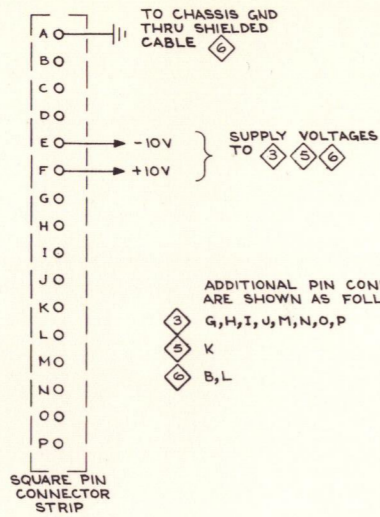 TO CHASSIS GND
THRU SHIELDED
CABLE 6
A
B
C
D
E -10V
F +10V
SUPPLY VOLTAGES
TO 3 5 6
G
H
I
J
K
L
M
N
O
P
ADDITIONAL PIN CON
ARE SHOWN AS FOLL
3 G,H,I,J,M,N,O,P
5 K
6 B,L
SQUARE PIN
CONNECTOR
STRIP